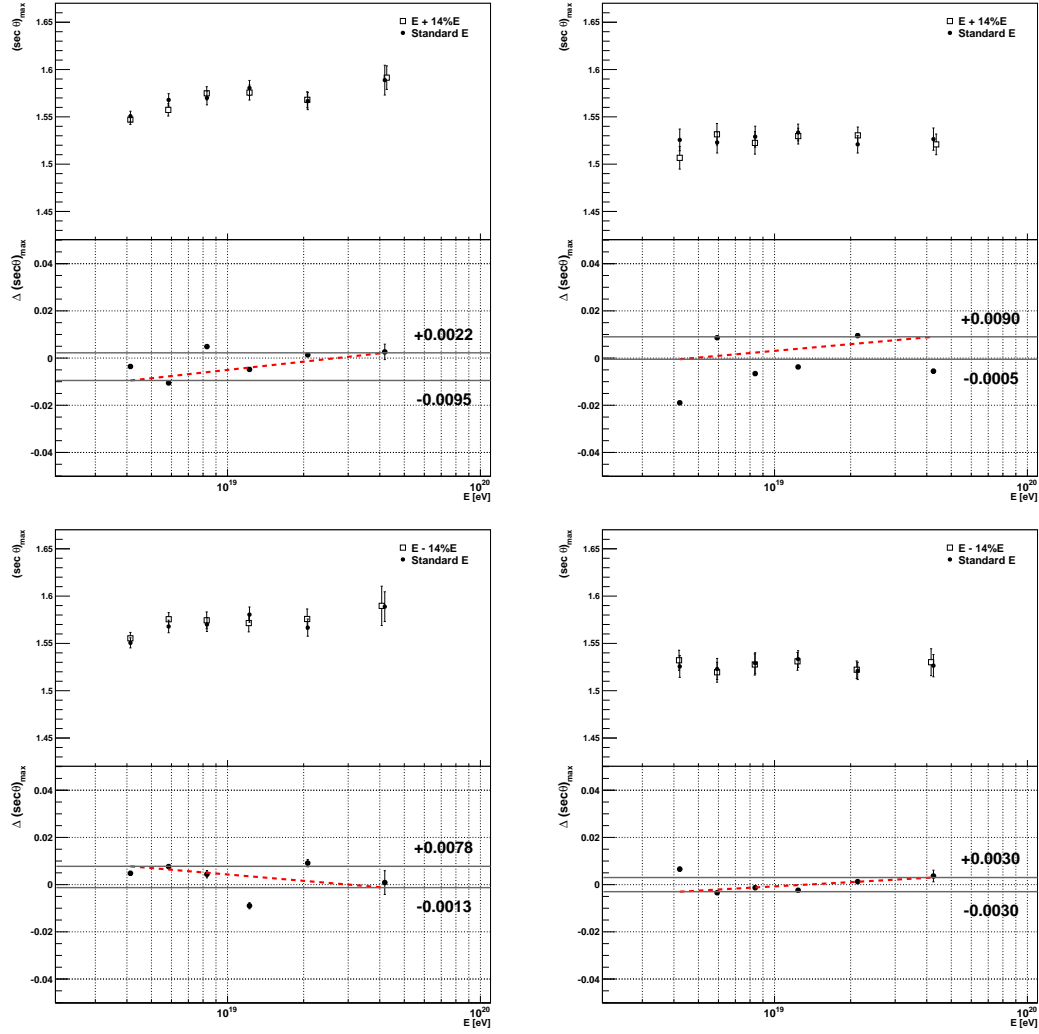 (sec θ)max
1.65
1.6
1.55
1.5
1.45
E + 14%E
Standard E
Δ (secθ)max
0.04
0.02
0
-0.02
-0.04
+0.0022
-0.0095
10^19
10^20
E [eV]
(sec θ)max
1.65
1.6
1.55
1.5
1.45
E + 14%E
Standard E
Δ (secθ)max
0.04
0.02
0
-0.02
-0.04
+0.0090
-0.0005
10^19
10^20
E [eV]
(sec θ)max
1.65
1.6
1.55
1.5
1.45
E - 14%E
Standard E
Δ (secθ)max
0.04
0.02
0
-0.02
-0.04
+0.0078
-0.0013
10^19
10^20
E [eV]
(sec θ)max
1.65
1.6
1.55
1.5
1.45
E - 14%E
Standard E
Δ (secθ)max
0.04
0.02
0
-0.02
-0.04
+0.0030
-0.0030
10^19
10^20
E [eV]